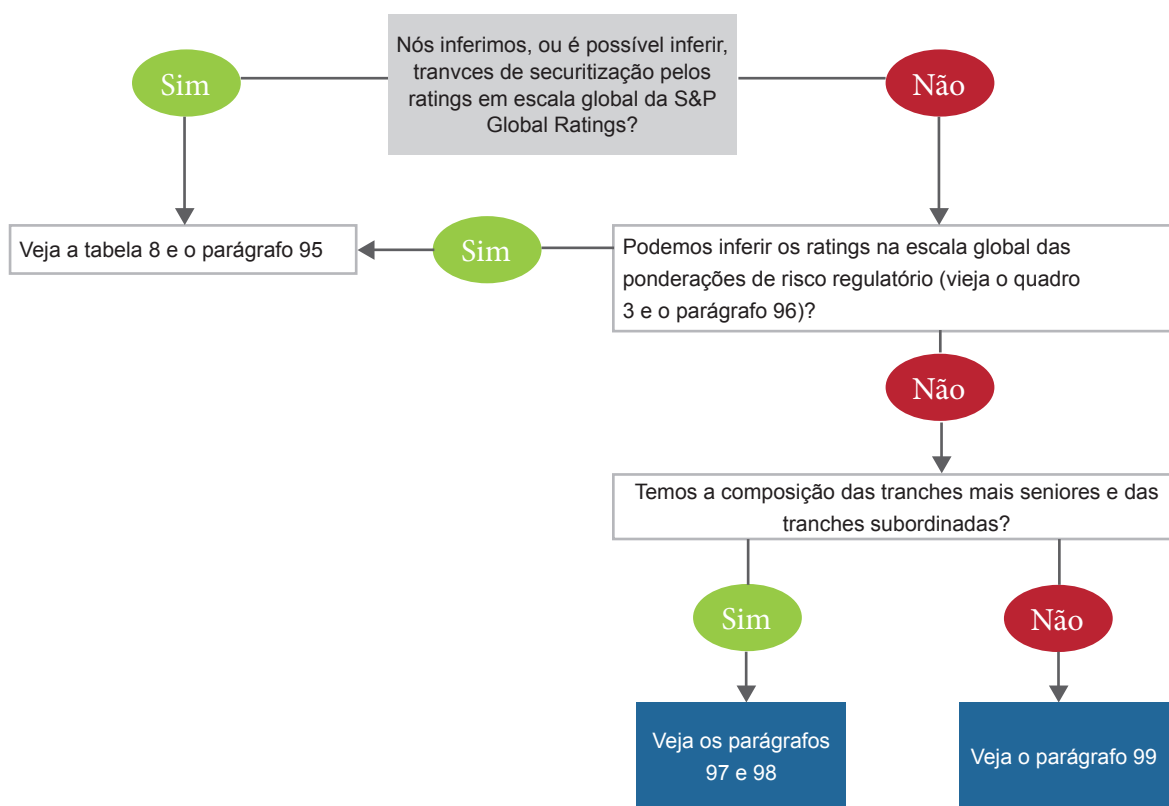 Nós inferimos, ou é possível inferir,
tranvces de securitização pelos
ratings em escala global da S&P
Global Ratings?
Sim
Não
Veja a tabela 8 e o parágrafo 95
Sim
Podemos inferir os ratings na escala global das
ponderações de risco regulatório (vieja o quadro
3 e o parágrafo 96)?
Não
Temos a composição das tranches mais seniores e das
tranches subordinadas?
Sim
Não
Veja os parágrafos
97 e 98
Veja o parágrafo 99